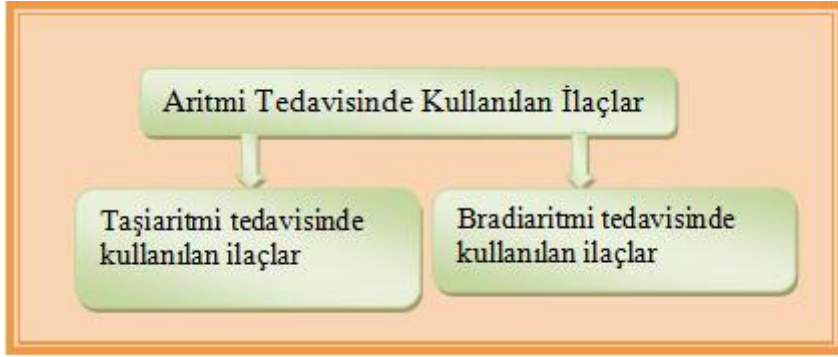 Aritmi Tedavisinde Kullanılan İlaçlar
Taşiaritmi tedavisinde
kullanılan ilaçlar
Bradiaritmi tedavisinde
kullanılan ilaçlar